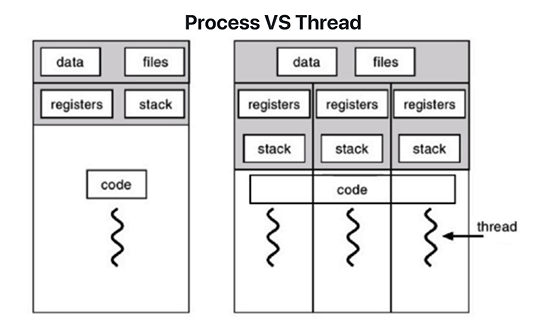 Process VS Thread
data files
registers stack
code
data files
registers registers registers
stack stack stack
code
thread